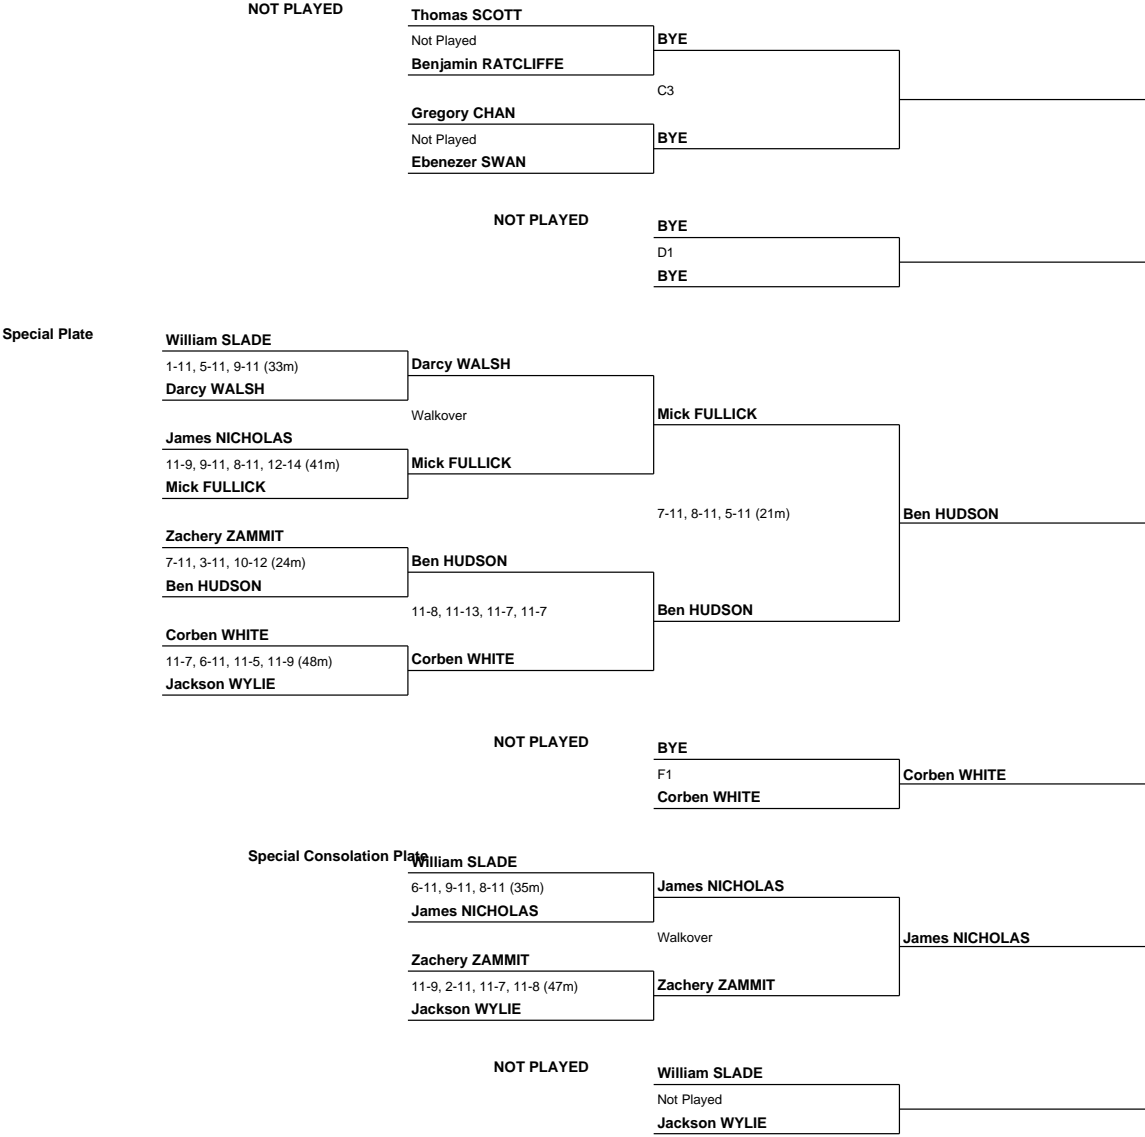 NOT PLAYED
Thomas SCOTT
Not Played
BYE
Benjamin RATCLIFFE
C3
Gregory CHAN
Not Played
BYE
Ebenezer SWAN
NOT PLAYED
BYE
D1
BYE
Special Plate
William SLADE
1-11, 5-11, 9-11 (33m)
Darcy WALSH
Darcy WALSH
Walkover
Mick FULLICK
James NICHOLAS
11-9, 9-11, 8-11, 12-14 (41m)
Mick FULLICK
Mick FULLICK
7-11, 8-11, 5-11 (21m)
Ben HUDSON
Zachery ZAMMIT
7-11, 3-11, 10-12 (24m)
Ben HUDSON
Ben HUDSON
11-8, 11-13, 11-7, 11-7
Ben HUDSON
Corben WHITE
11-7, 6-11, 11-5, 11-9 (48m)
Corben WHITE
Jackson WYLIE
NOT PLAYED
BYE
F1
Corben WHITE
Corben WHITE
Special Consolation Plate
William SLADE
6-11, 9-11, 8-11 (35m)
James NICHOLAS
James NICHOLAS
Walkover
James NICHOLAS
Zachery ZAMMIT
11-9, 2-11, 11-7, 11-8 (47m)
Zachery ZAMMIT
Jackson WYLIE
NOT PLAYED
William SLADE
Not Played
Jackson WYLIE